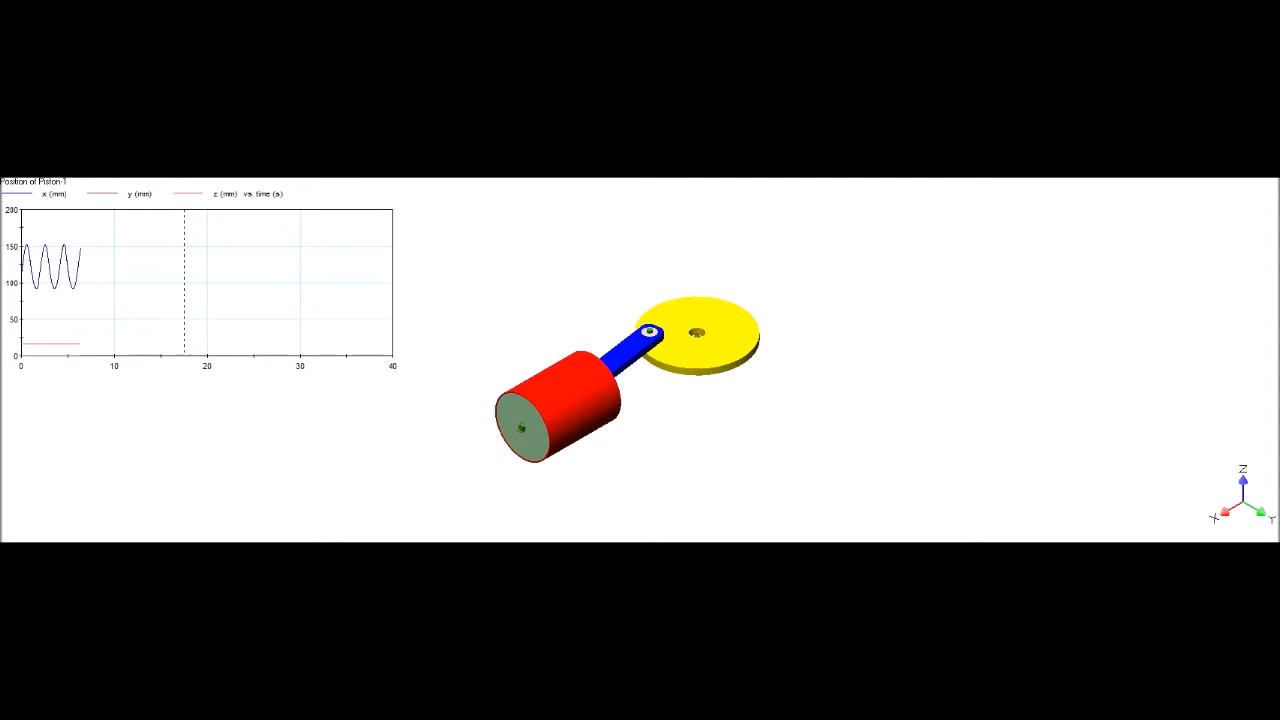 Position of Piston-1
x (mm) y (mm) z (mm) vs. time (s)
200
150
100
50
0
0 10 20 30 40
Z
X Y